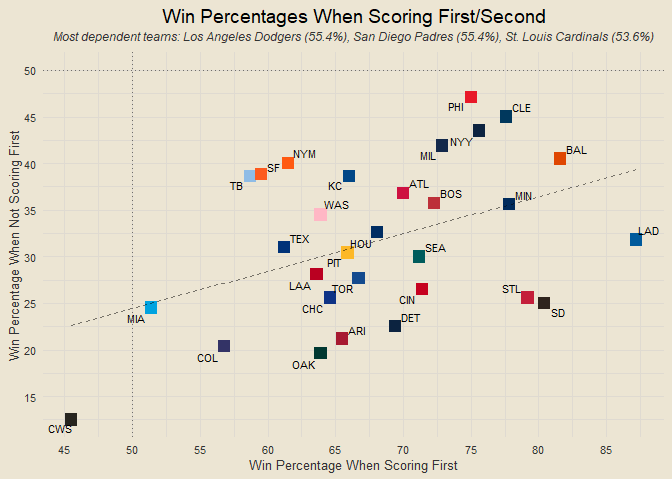 Win Percentages When Scoring First/Second
Most dependent teams: Los Angeles Dodgers (55.4%), San Diego Padres (55.4%), St. Louis Cardinals (53.6%)
Win Percentage When Not Scoring First
50
45
40
35
30
25
20
15
PHI
CLE
NYY
MIL
BAL
NYM
SF
TB
KC
ATL
BOS
MIN
WAS
LAD
TEX
HOU
SEA
PIT
LAA
TOR
CIN
STL
SD
CHC
MIA
DET
ARI
COL
OAK
CWS
45
50
55
60
65
70
75
80
85
Win Percentage When Scoring First